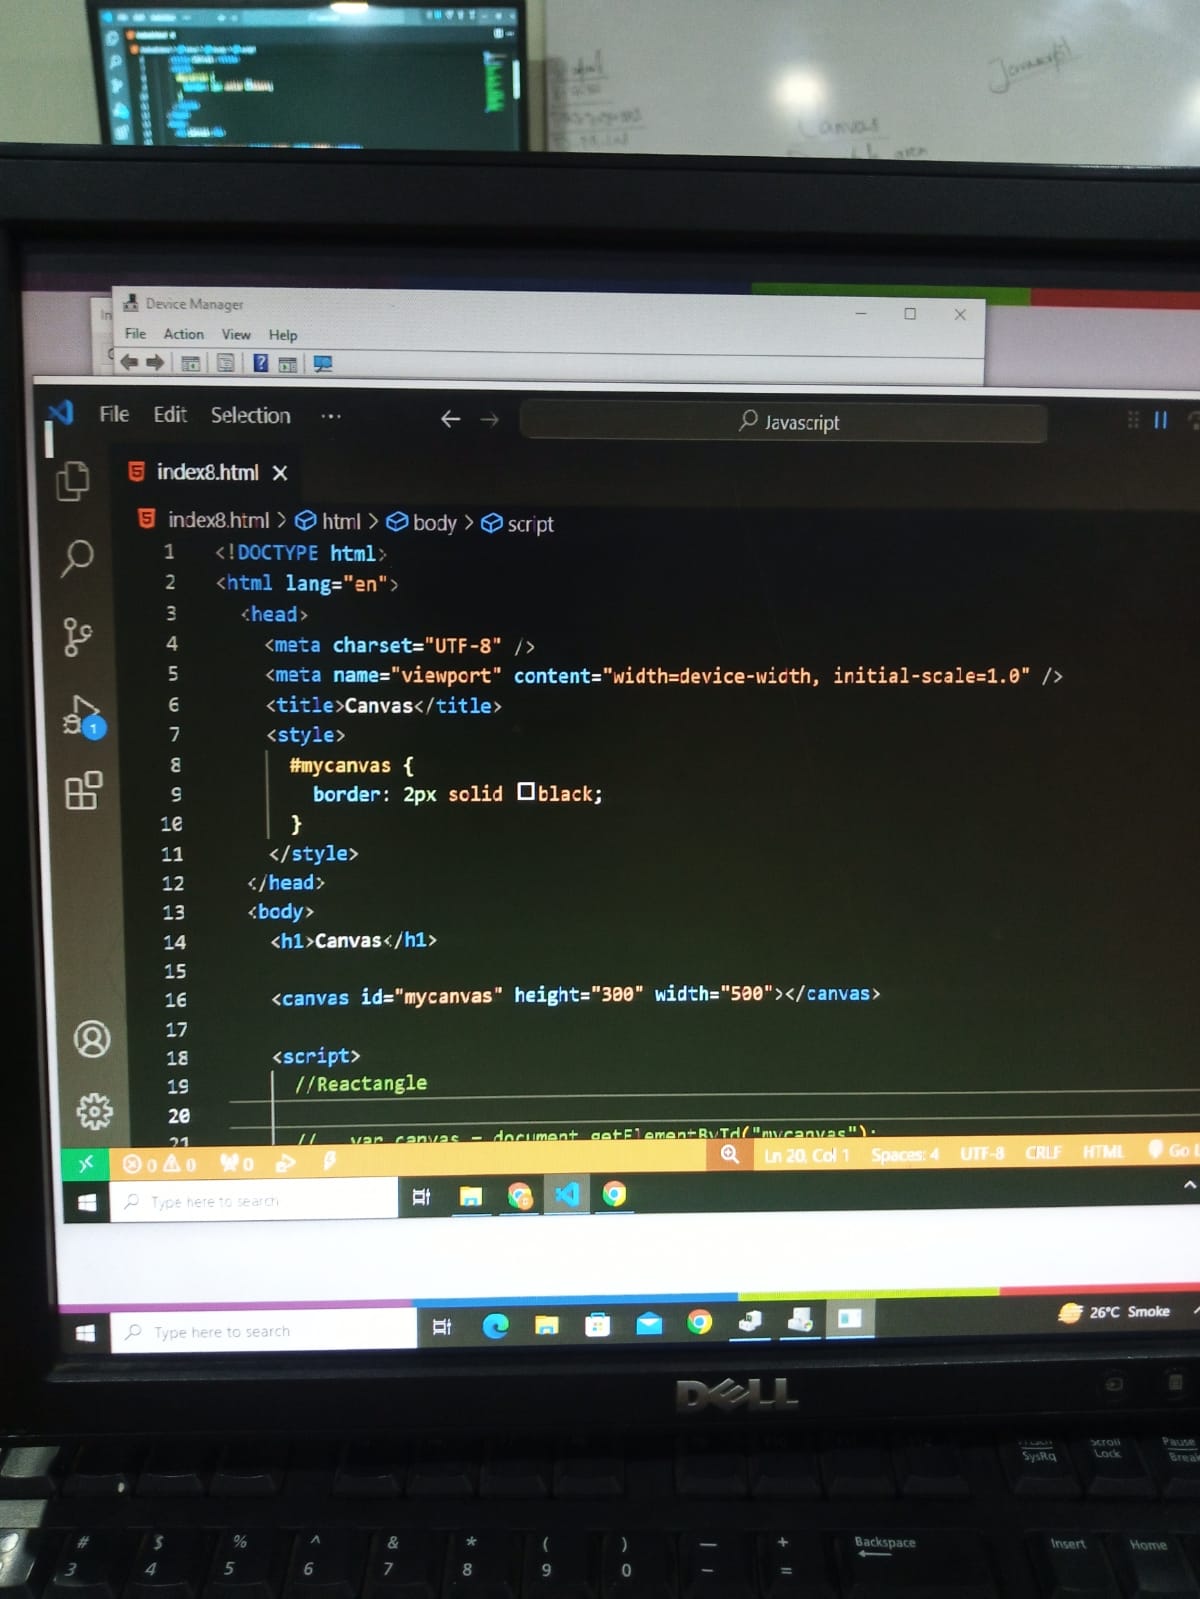 Javascript
Canvas
Device Manager
File Action View Help
File Edit Selection ... Javascript
index8.html
index8.html > html > body > script
1 <!DOCTYPE html>
2 <html lang="en">
3 <head>
4 <meta charset="UTF-8" />
5 <meta name="viewport" content="width=device-width, initial-scale=1.0" />
6 <title>Canvas</title>
7 <style>
8 #mycanvas {
9 border: 2px solid black;
10 }
11 </style>
12 </head>
13 <body>
14 <h1>Canvas</h1>
15
16 <canvas id="mycanvas" height="300" width="500"></canvas>
17
18 <script>
19 //Reactangle
20
21 // var canvas = document.getElementById("mycanvas");
1
0 0 0 Ln 20, Col 1 Spaces: 4 UTF-8 CRLF HTML Go L
Type here to search
Type here to search 26°C Smoke
DELL
SysRq Scroll Lock Pause Break
# $ % ^ & * ( ) — + Backspace Insert Home
3 4 5 6 7 8 9 0 - =